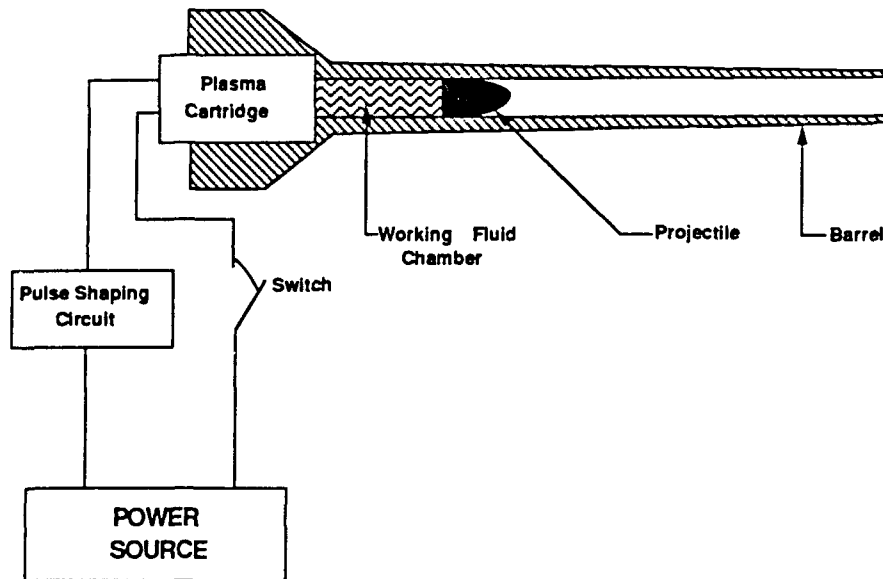 Plasma
Cartridge
Working Fluid
Chamber
Projectile
Barrel
Switch
Pulse Shaping
Circuit
POWER
SOURCE